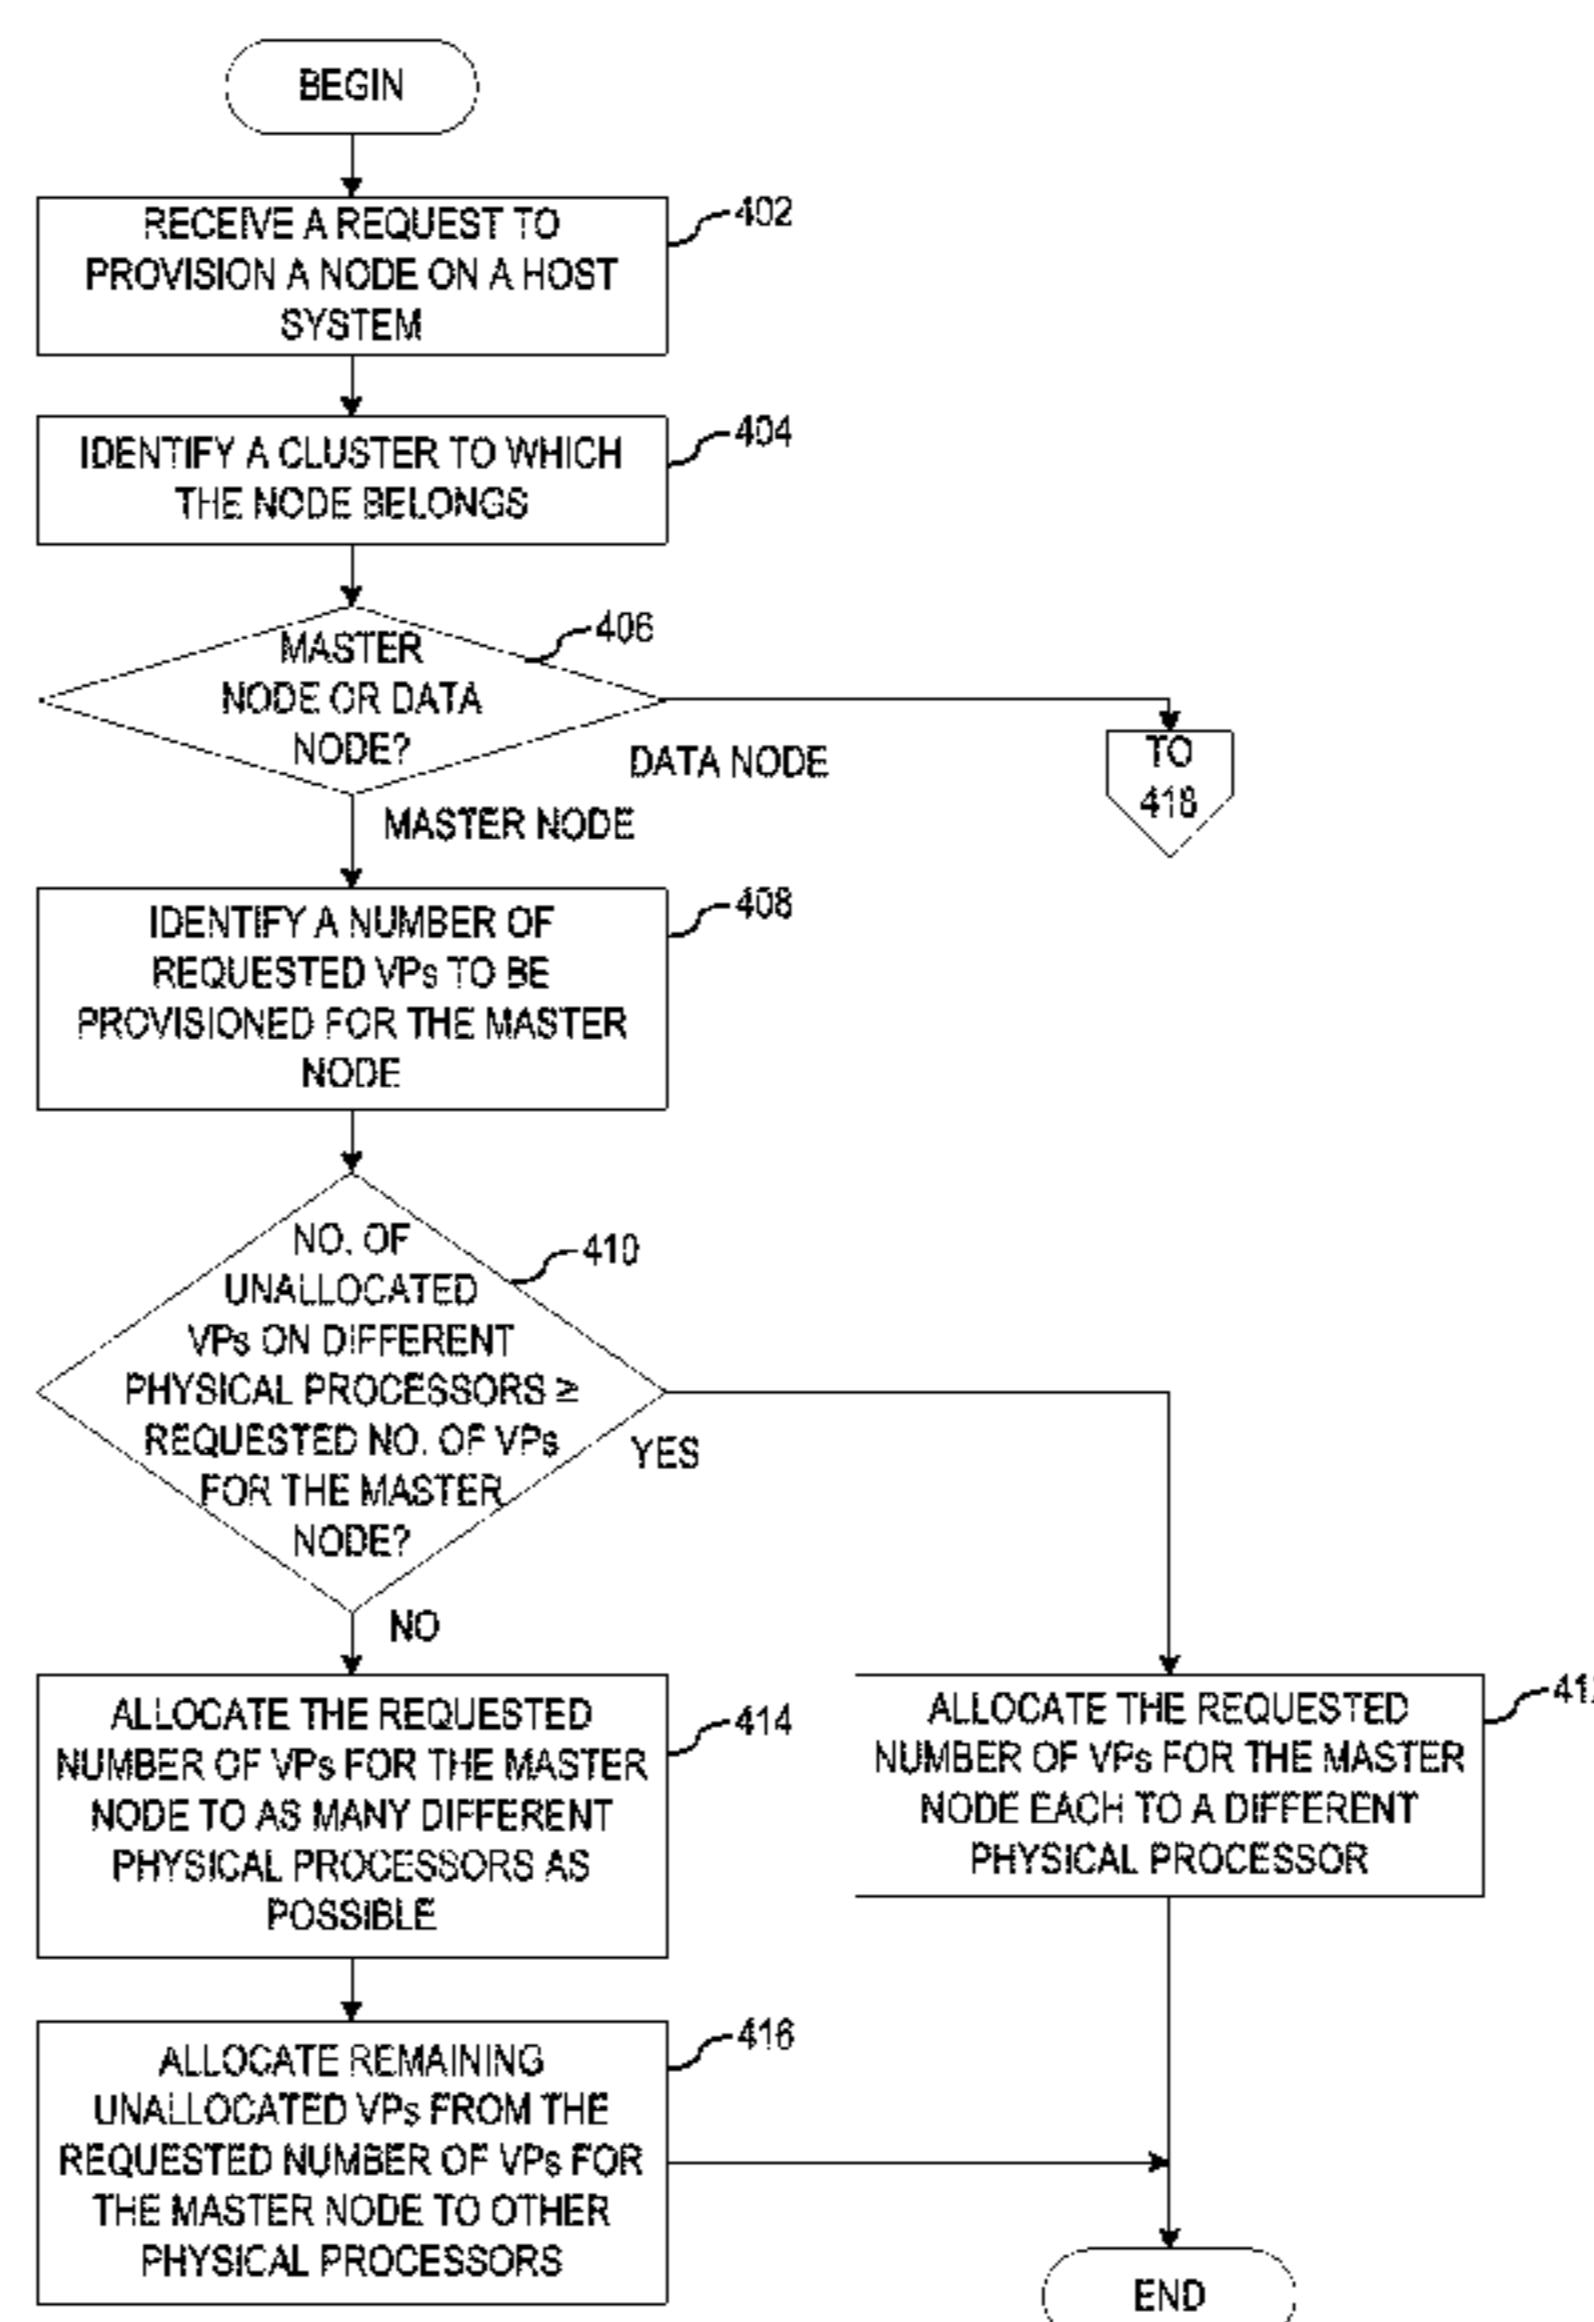 BEGIN
RECEIVE A REQUEST TO
PROVISION A NODE ON A HOST
SYSTEM
402
IDENTIFY A CLUSTER TO WHICH
THE NODE BELONGS
404
MASTER
NODE OR DATA
NODE?
406
DATA NODE
TO
418
MASTER NODE
IDENTIFY A NUMBER OF
REQUESTED VPs TO BE
PROVISIONED FOR THE MASTER
NODE
408
NO. OF
UNALLOCATED
VPs ON DIFFERENT
PHYSICAL PROCESSORS ≥
REQUESTED NO. OF VPs
FOR THE MASTER
NODE?
410
YES
NO
ALLOCATE THE REQUESTED
NUMBER OF VPs FOR THE MASTER
NODE TO AS MANY DIFFERENT
PHYSICAL PROCESSORS AS
POSSIBLE
414
ALLOCATE THE REQUESTED
NUMBER OF VPs FOR THE MASTER
NODE EACH TO A DIFFERENT
PHYSICAL PROCESSOR
ALLOCATE REMAINING
UNALLOCATED VPs FROM THE
REQUESTED NUMBER OF VPs FOR
THE MASTER NODE TO OTHER
PHYSICAL PROCESSORS
416
END